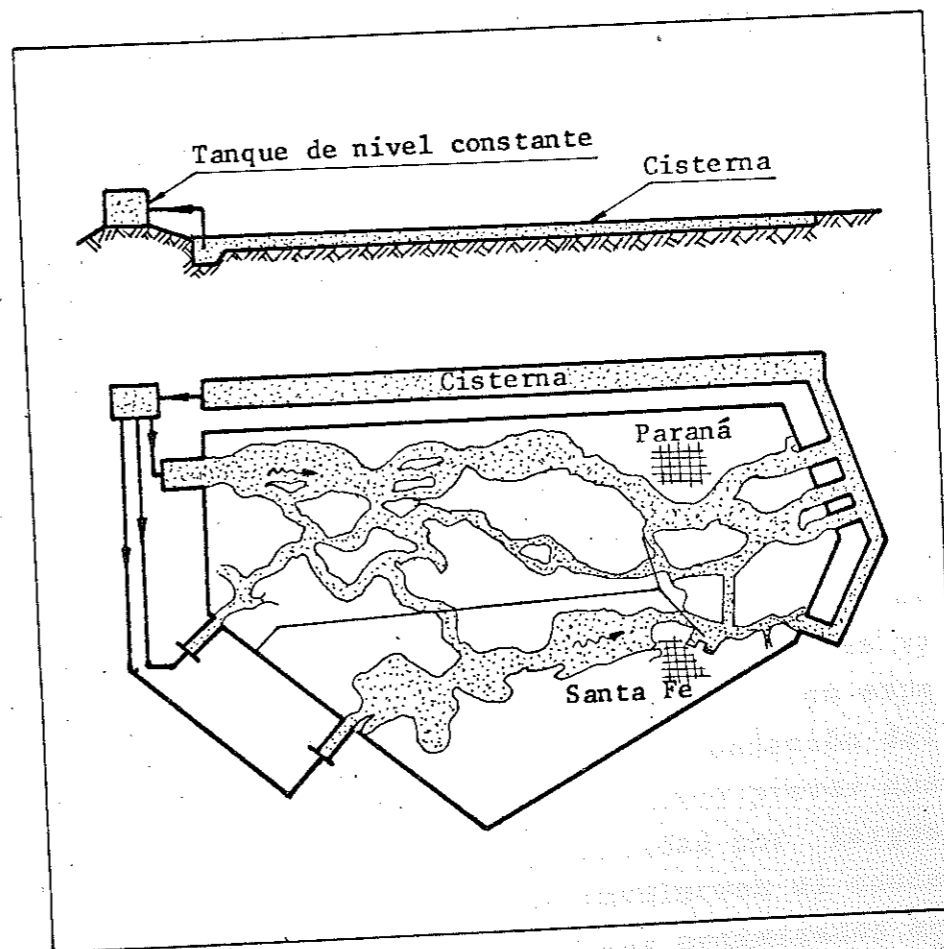 Tanque de nivel constante
Cisterna
Cisterna
Paraná
Santa Fe